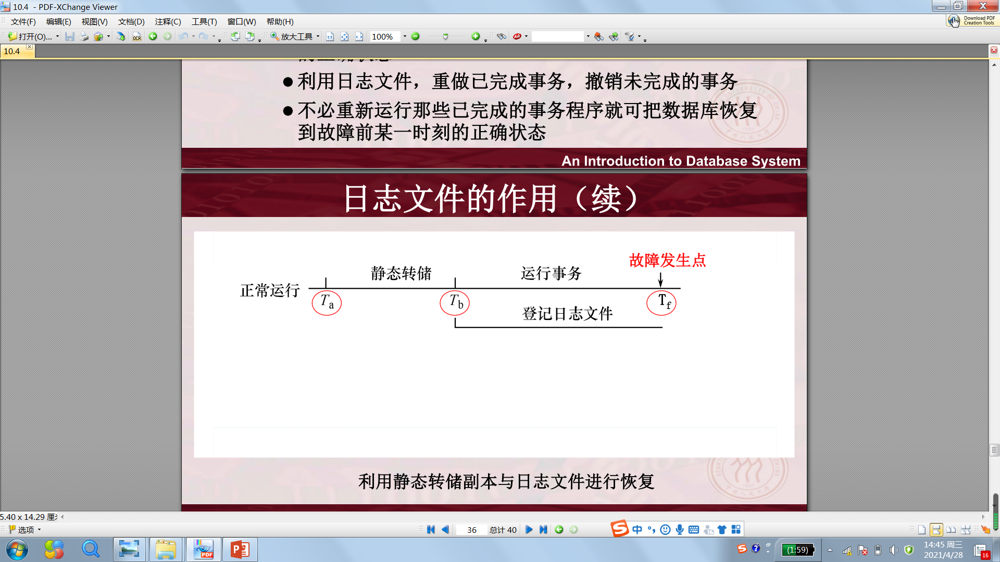 10.4 - PDF-XChange Viewer
文件(F) 编辑(E) 视图(V) 文档(D) 注释(C) 工具(T) 窗口(W) 帮助(H)
Download PDF
Creation Tools
打开(O)... OCR 放大工具 1:1 100% Ask
10.4
利用日志文件，重做已完成事务，撤销未完成的事务
不必重新运行那些已完成的事务程序就可把数据库恢复
到故障前某一时刻的正确状态
An Introduction to Database System
日志文件的作用（续）
故障发生点
静态转储 运行事务
正常运行
Ta Tb Tf
登记日志文件
利用静态转储副本与日志文件进行恢复
5.40 x 14.29 厘
选项 36 总计 40 中
PDF P (1:59) 14:45 周三
2021/4/28 16